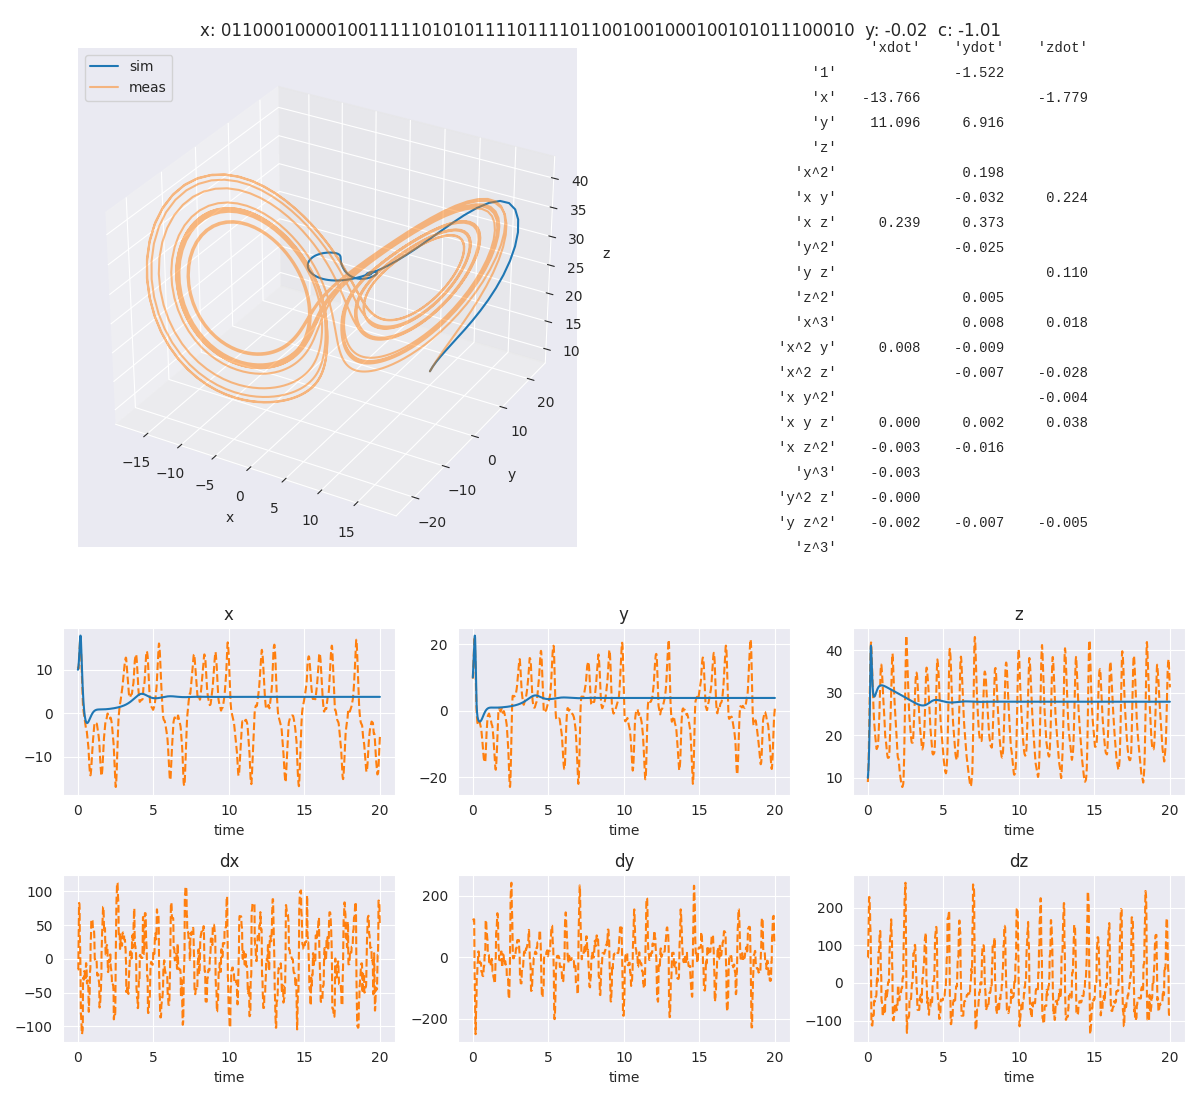 x: 011000100001001111101010111101111011001001000100101011100010  y: -0.02  c: -1.01
sim
meas
40
35
30
25
20
15
10
z
20
10
0
−10
−20
y
−15
−10
−5
0
5
10
15
x
'xdot' 'ydot' 'zdot'
'1' -1.522
'x' -13.766 -1.779
'y' 11.096 6.916
'z'
'x^2' 0.198
'x y' -0.032 0.224
'x z' 0.239 0.373
'y^2' -0.025
'y z' 0.110
'z^2' 0.005
'x^3' 0.008 0.018
'x^2 y' 0.008 -0.009
'x^2 z' -0.007 -0.028
'x y^2' -0.004
'x y z' 0.000 0.002 0.038
'x z^2' -0.003 -0.016
'y^3' -0.003
'y^2 z' -0.000
'y z^2' -0.002 -0.007 -0.005
'z^3'
x
10
0
−10
0 5 10 15 20
time
y
20
0
−20
0 5 10 15 20
time
z
40
30
20
10
0 5 10 15 20
time
dx
100
50
0
−50
−100
0 5 10 15 20
time
dy
200
0
−200
0 5 10 15 20
time
dz
200
100
0
−100
0 5 10 15 20
time